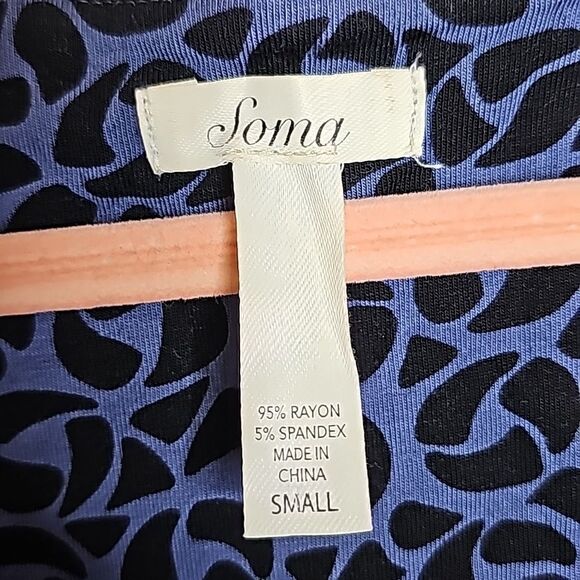 Soma
95% RAYON
5% SPANDEX
MADE IN
CHINA
SMALL